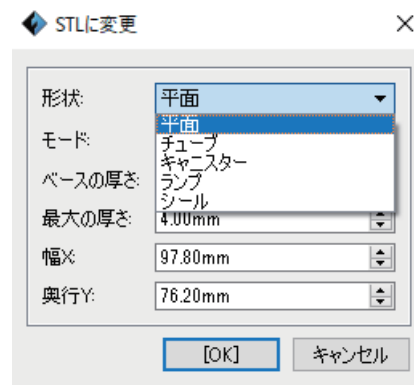 STLに変更
形状: 平面
平面
モード: チューブ
キャニスター
ベースの厚さ: ランプ
シール
最大の厚さ: 4.00mm
幅X: 97.80mm
奥行Y: 76.20mm
[OK] キャンセル